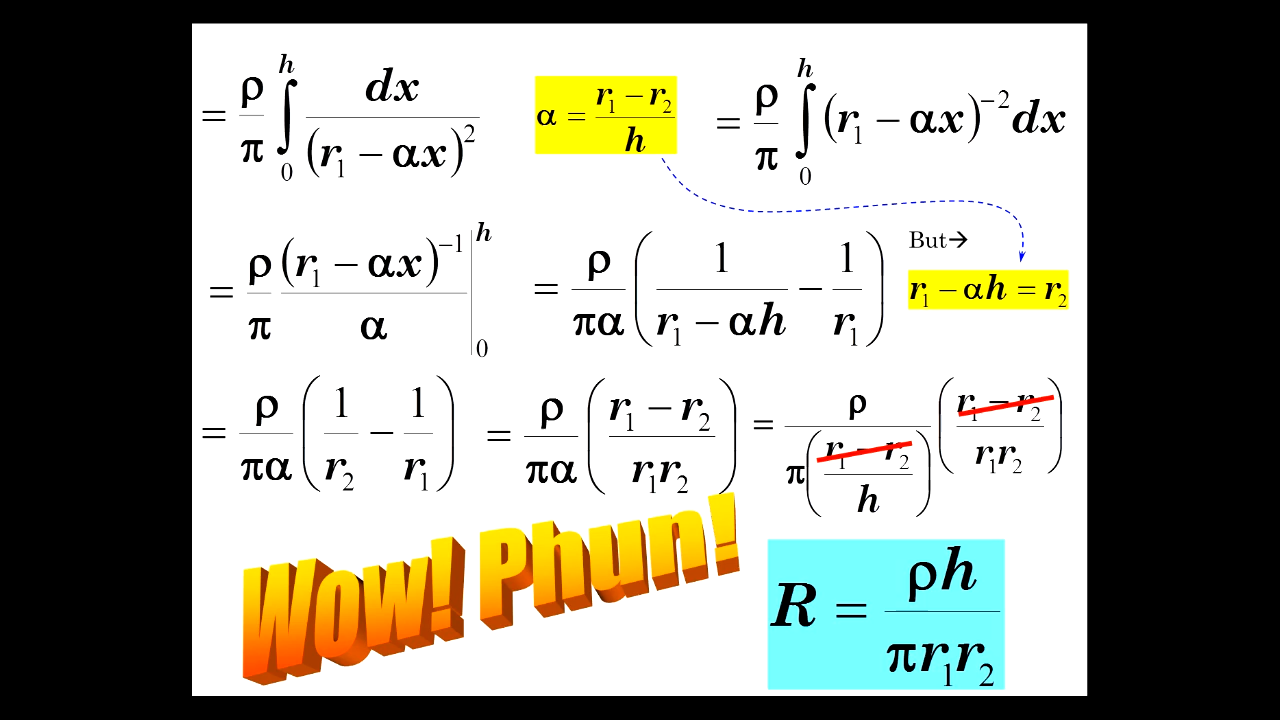 = ρ/π ∫₀ʰ dx/(r₁ − αx)²
α = (r₁ − r₂)/h
= ρ/π ∫₀ʰ (r₁ − αx)⁻² dx
= ρ/π (r₁ − αx)⁻¹/α |₀ʰ
= ρ/πα (1/(r₁ − αh) − 1/r₁)
But→
r₁ − αh = r₂
= ρ/πα (1/r₂ − 1/r₁)
= ρ/πα ((r₁ − r₂)/r₁r₂)
= ρ/π((r₁ − r₂)/h) ((r₁ − r₂)/r₁r₂)
Wow! Phun!
R = ρh/πr₁r₂